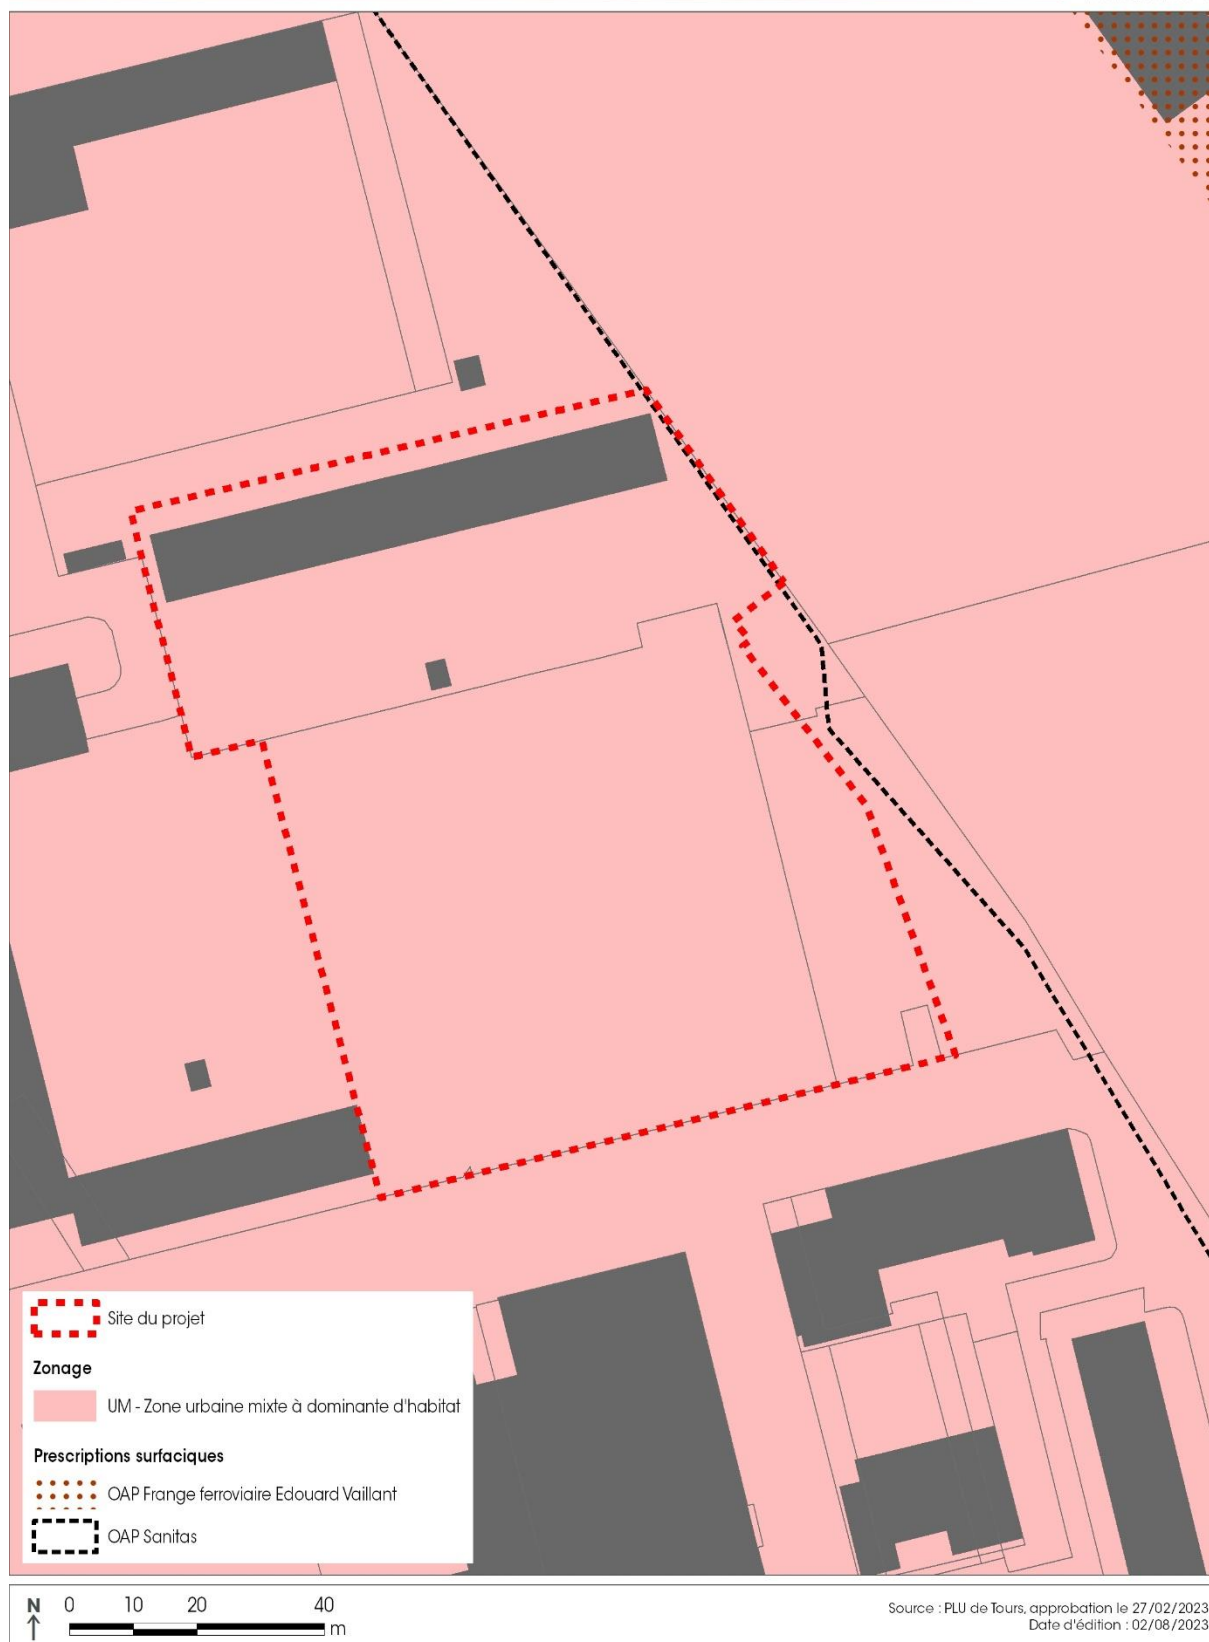 Site du projet
Zonage
UM - Zone urbaine mixte à dominante d'habitat
Prescriptions surfaciques
OAP Frange ferroviaire Edouard Vaillant
OAP Sanitas
N 0 10 20 40
m
Source : PLU de Tours, approbation le 27/02/2023
Date d'édition : 02/08/2023